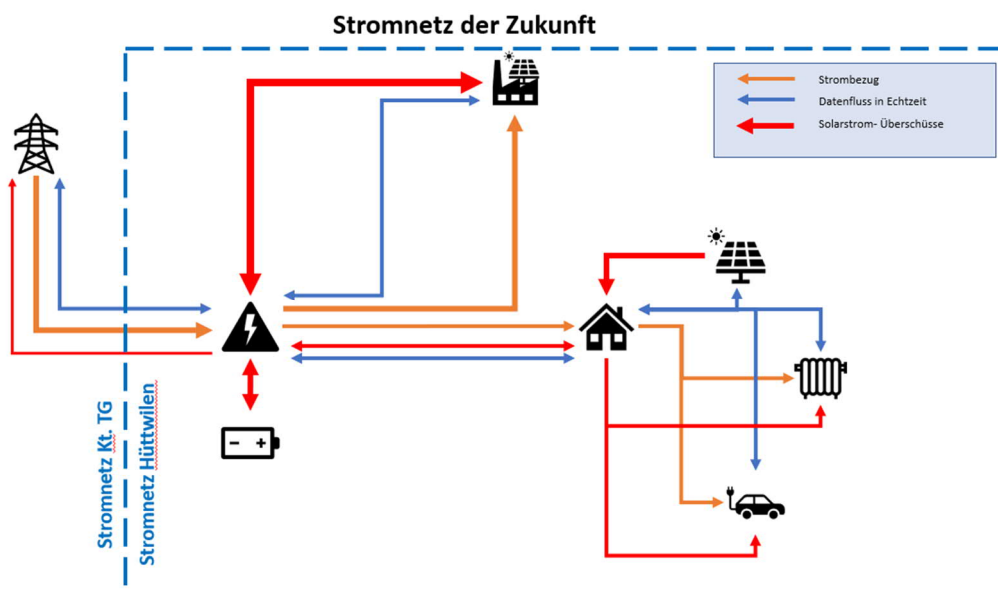 Stromnetz der Zukunft
Strombezug
Datenfluss in Echtzeit
Solarstrom- Überschüsse
Stromnetz Kt. TG
Stromnetz Hüttwilen